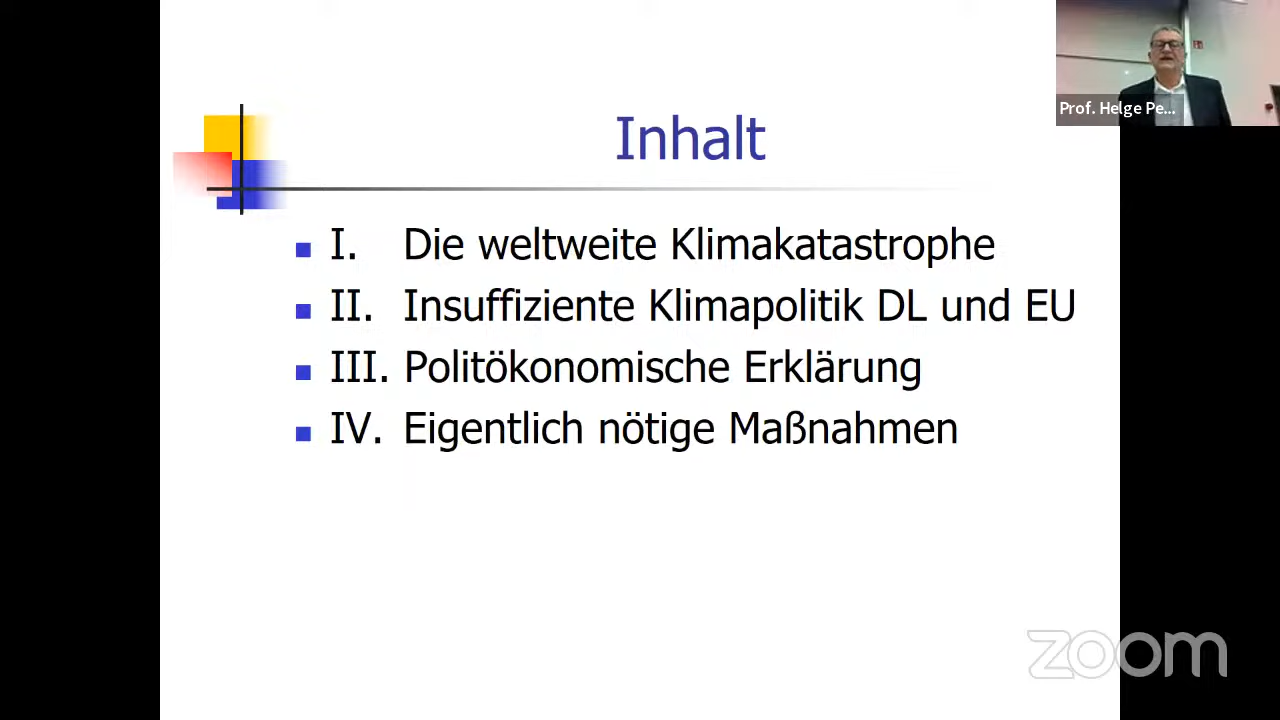 Inhalt
Prof. Helge Pe...
I. Die weltweite Klimakatastrophe
II. Insuffiziente Klimapolitik DL und EU
III. Politökonomische Erklärung
IV. Eigentlich nötige Maßnahmen
zoom